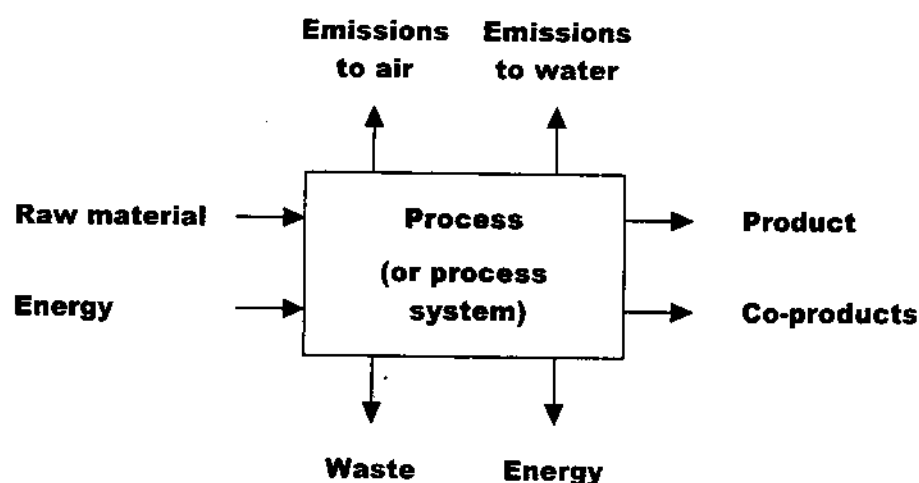 Emissions
to air
Emissions
to water
Raw material
Process
Product
(or process
system)
Energy
Co-products
Waste
Energy